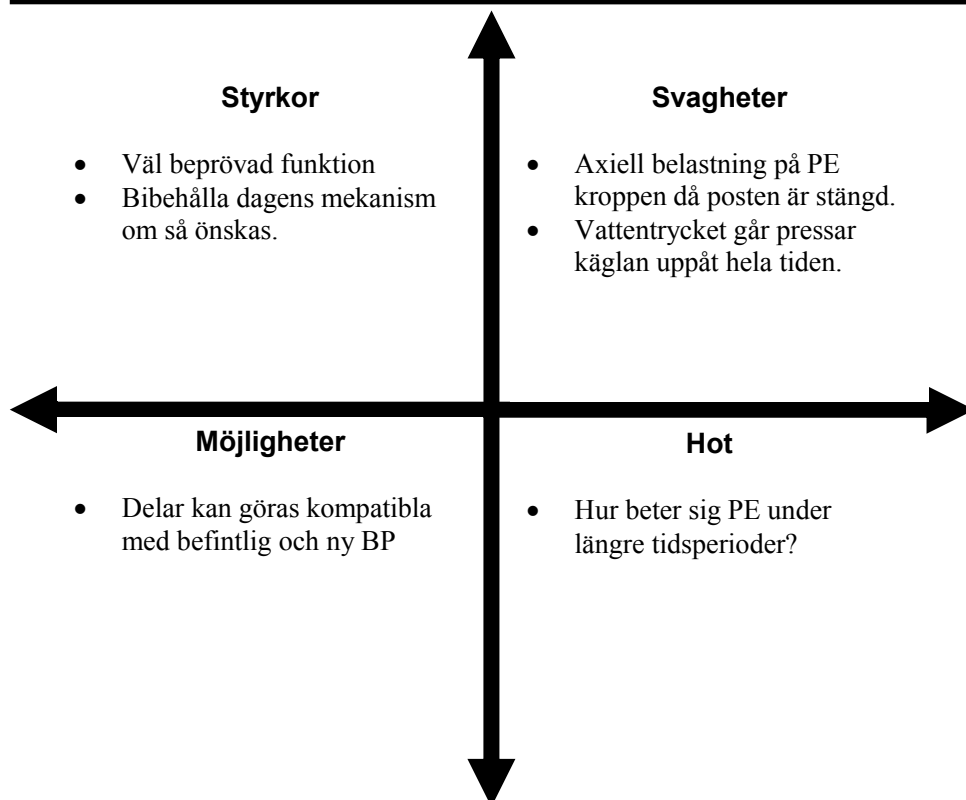 Styrkor
• Väl beprövad funktion
• Bibehålla dagens mekanism
om så önskas.
Svagheter
• Axiell belastning på PE
kroppen då posten är stängd.
• Vattentrycket går pressar
käglan uppåt hela tiden.
Möjligheter
• Delar kan göras kompatibla
med befintlig och ny BP
Hot
• Hur beter sig PE under
längre tidsperioder?